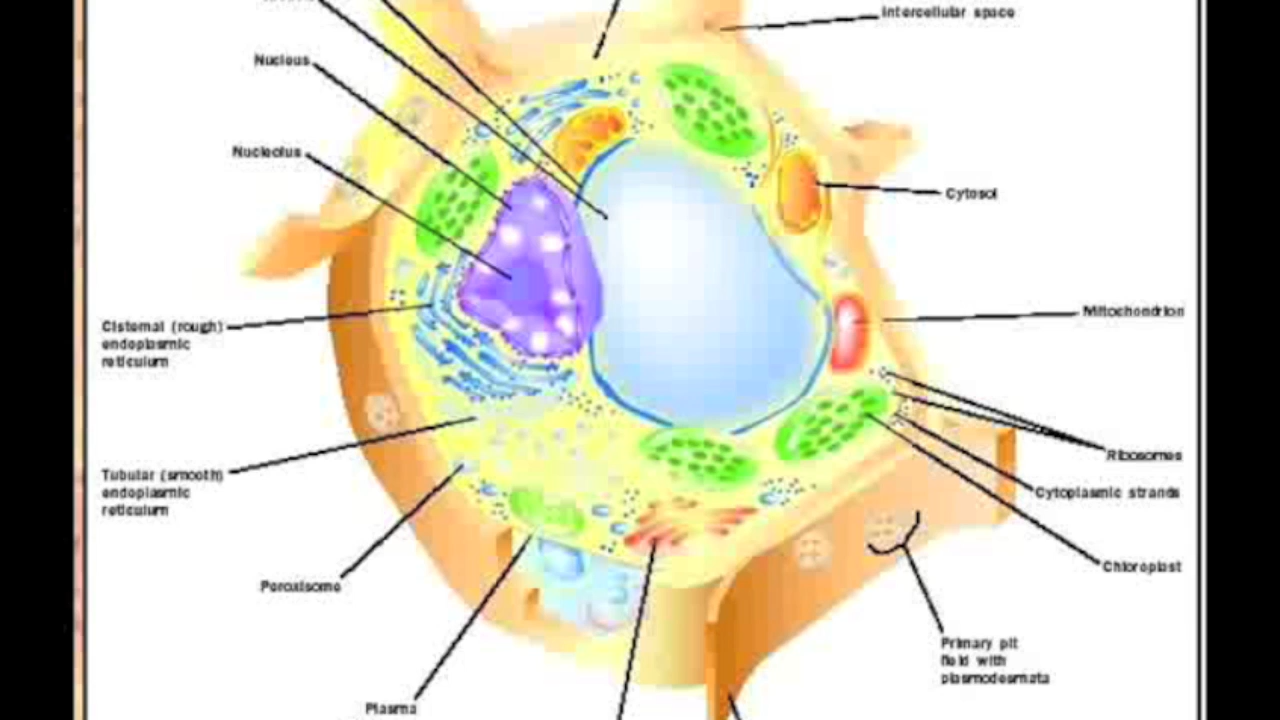 Intercellular space
Nucleus
Nucleolus
Cytosol
Cisternal (rough)
endoplasmic
reticulum
Mitochondrion
Ribosomes
Tubular (smooth)
endoplasmic
reticulum
Cytoplasmic strands
Chloroplast
Peroxisome
Primary pit
field with
plasmodesmata
Plasma